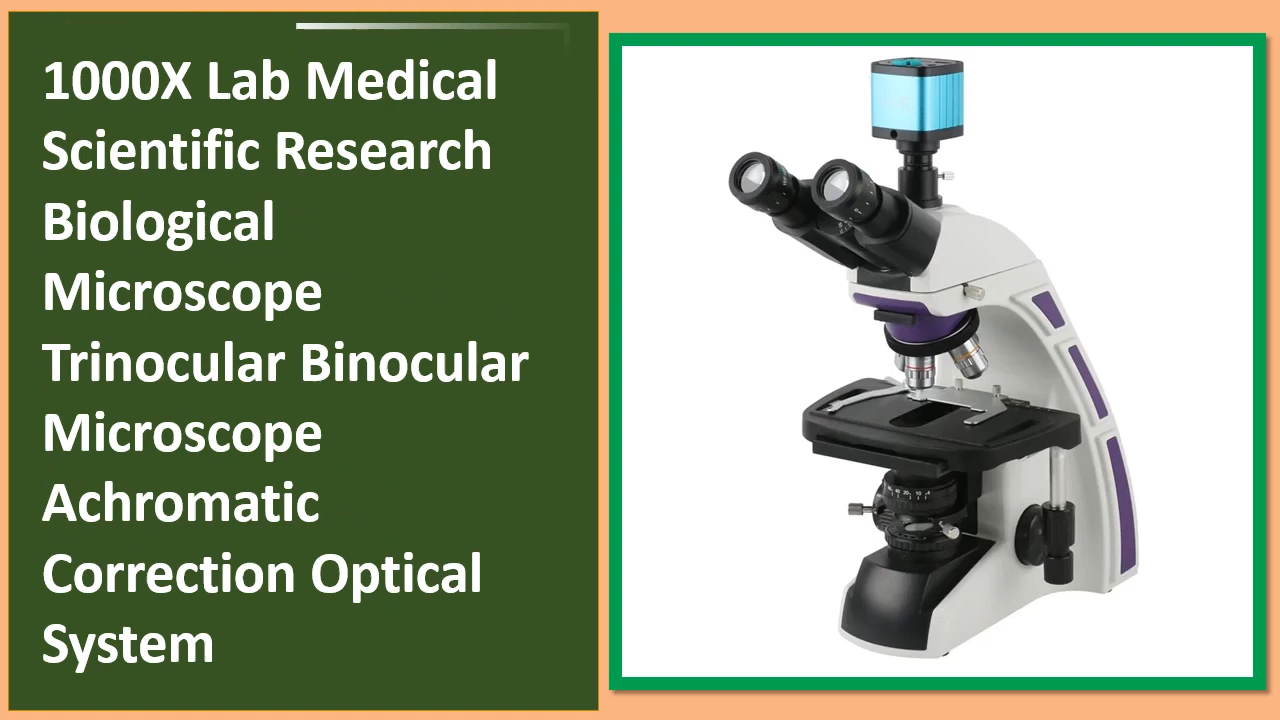 1000X Lab Medical
Scientific Research
Biological
Microscope
Trinocular Binocular
Microscope
Achromatic
Correction Optical
System